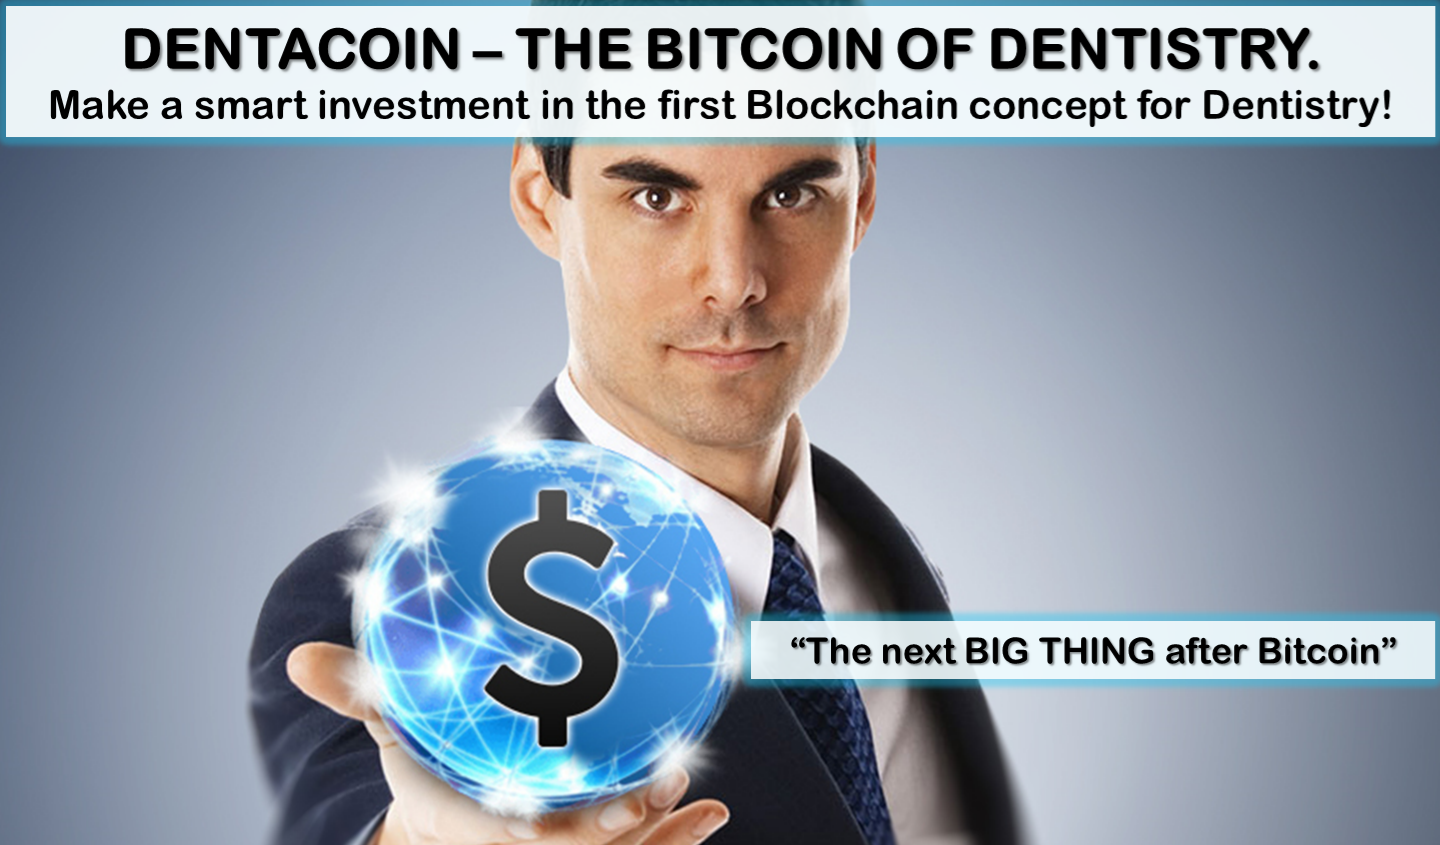 DENTACOIN – THE BITCOIN OF DENTISTRY.
Make a smart investment in the first Blockchain concept for Dentistry!
$
“The next BIG THING after Bitcoin”